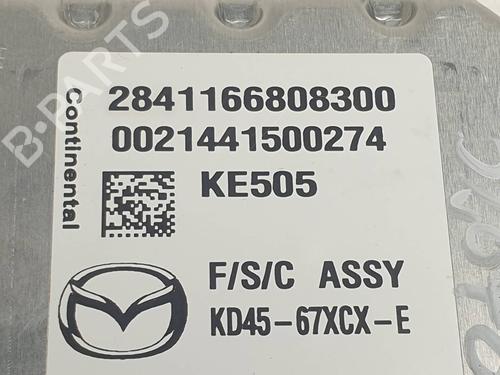 Continental
2841166808300
0021441500274
KE505
F/S/C ASSY
KD45-67XCX-E
B-PARTS